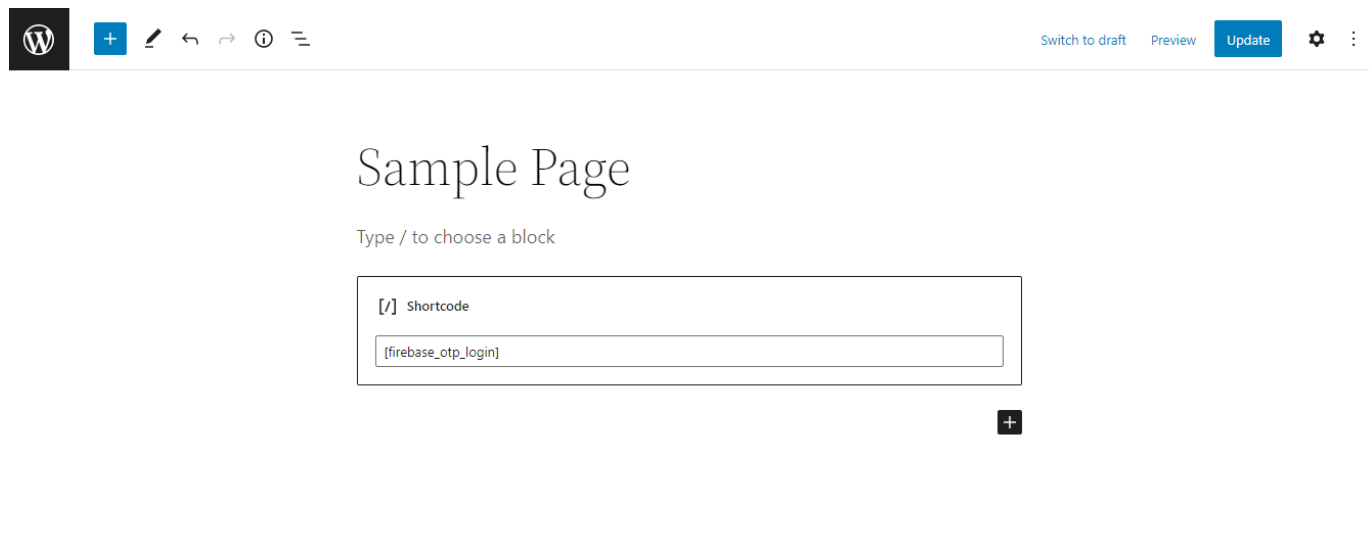 Switch to draft Preview Update
Sample Page
Type / to choose a block
[/] Shortcode
[firebase_otp_login]